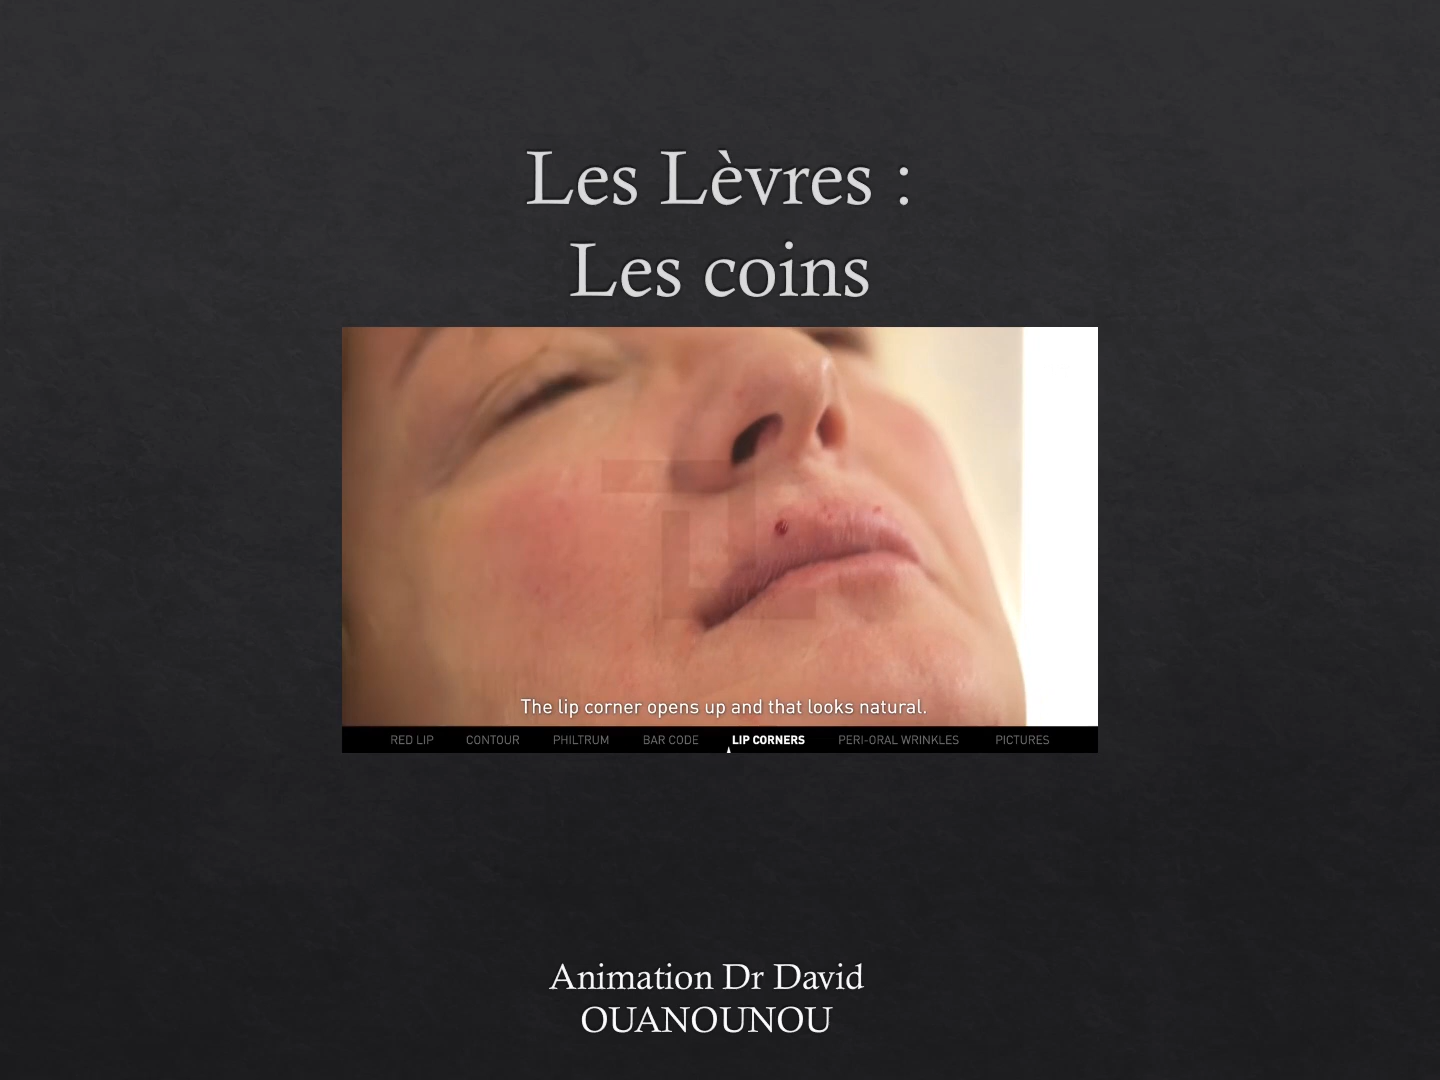 Les Lèvres :
Les coins
The lip corner opens up and that looks natural.
RED LIP CONTOUR PHILTRUM BAR CODE LIP CORNERS PERI-ORAL WRINKLES PICTURES
Animation Dr David
OUANOUNOU